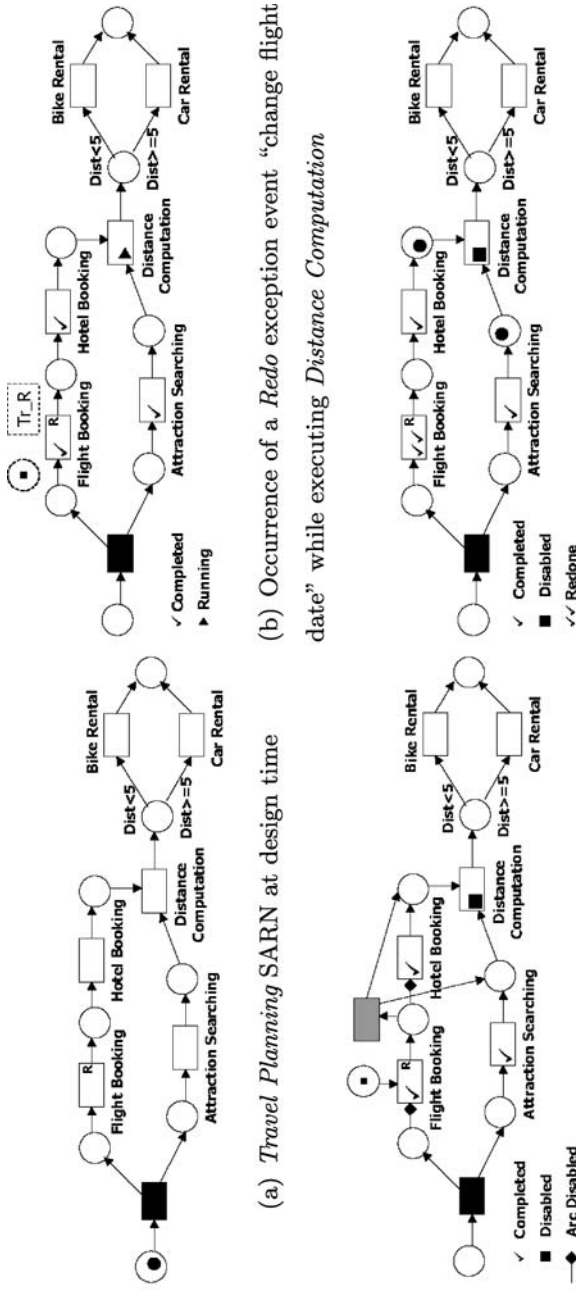 Flight Booking
R
Hotel Booking
Attraction Searching
Distance
Computation
Dist<5
Dist>=5
Bike Rental
Car Rental
(a) Travel Planning SARN at design time
Tr_R
Flight Booking
R
Hotel Booking
Attraction Searching
Distance
Computation
Dist<5
Dist>=5
Bike Rental
Car Rental
✓ Completed
▶ Running
(b) Occurrence of a Redo exception event “change flight
date” while executing Distance Computation
Flight Booking
R
Hotel Booking
Attraction Searching
Distance
Computation
Dist<5
Dist>=5
Bike Rental
Car Rental
✓ Completed
■ Disabled
Arc Disabled
Flight Booking
R
Hotel Booking
Attraction Searching
Distance
Computation
Dist<5
Dist>=5
Bike Rental
Car Rental
✓ Completed
■ Disabled
✓✓ Redone